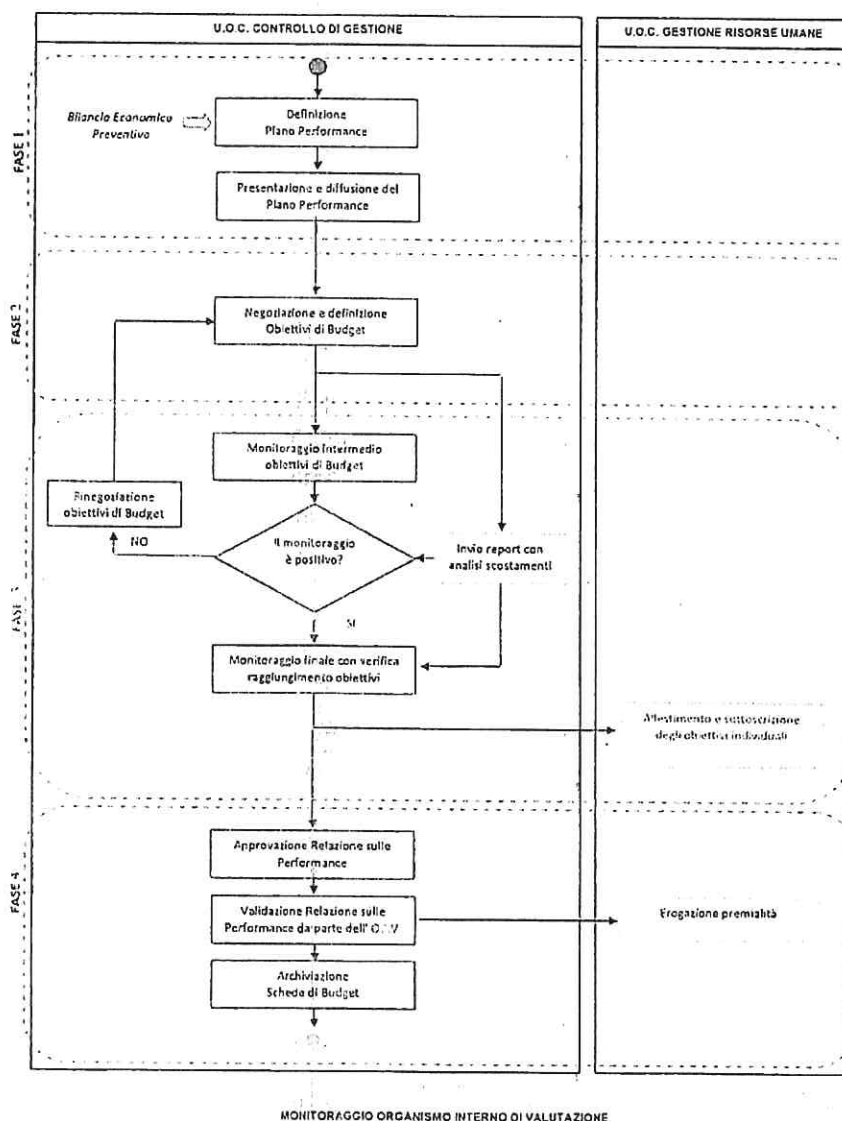 U.O.C. CONTROLLO DI GESTIONE
U.O.C. GESTIONE RISORSE UMANE
FASE 1
Bilancio Economico
Preventivo
Definizione
Piano Performance
Presentazione e diffusione del
Piano Performance
FASE 2
Negoziazione e definizione
Obiettivi di Budget
FASE 3
Monitoraggio Intermedio
obiettivi di Budget
Rinegoziazione
obiettivi di Budget
NO
Il monitoraggio
è positivo?
Invio report con
analisi scostamenti
SI
Monitoraggio finale con verifica
raggiungimento obiettivi
e sottoscrizione
degli obiettivi individuali
FASE 4
Approvazione Relazione sulle
Performance
Validazione Relazione sulle
Performance da parte dell'
Erogazione premialità
Archiviazione
Scheda di Budget
MONITORAGGIO ORGANISMO INTERNO DI VALUTAZIONE